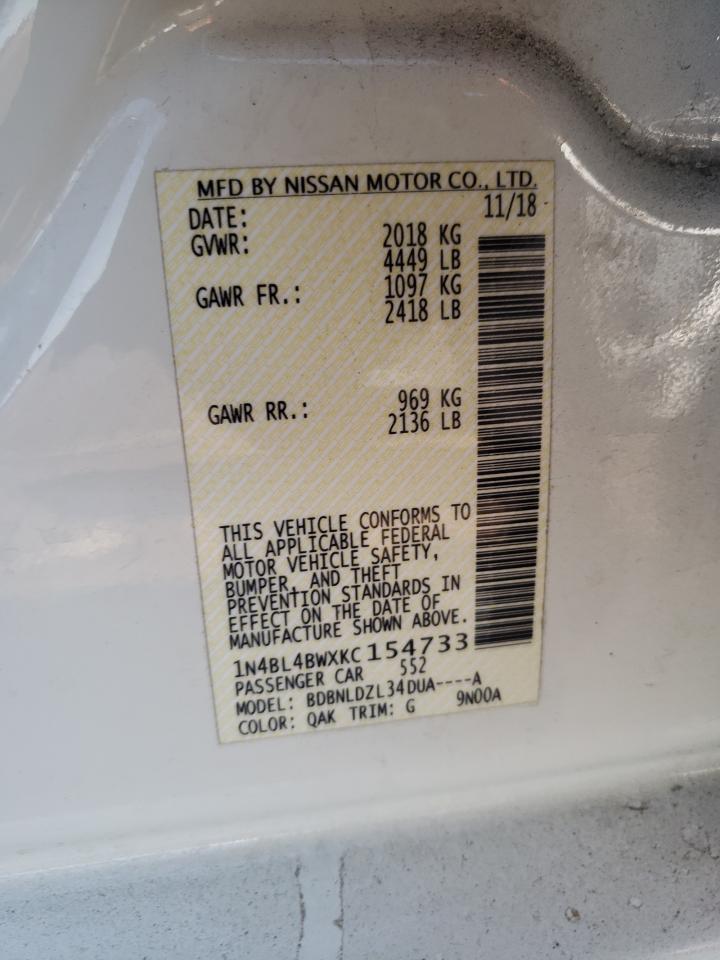 MFD BY NISSAN MOTOR CO., LTD.
DATE: 11/18
GVWR: 2018 KG
4449 LB
GAWR FR.: 1097 KG
2418 LB
GAWR RR.: 969 KG
2136 LB
THIS VEHICLE CONFORMS TO
ALL APPLICABLE FEDERAL
MOTOR VEHICLE SAFETY,
BUMPER, AND THEFT
PREVENTION STANDARDS IN
EFFECT ON THE DATE OF
MANUFACTURE SHOWN ABOVE.
1N4BL4BWXKC154733
PASSENGER CAR 552
MODEL: BDBNLDZL34DUA----A
COLOR: QAK TRIM: G 9N00A